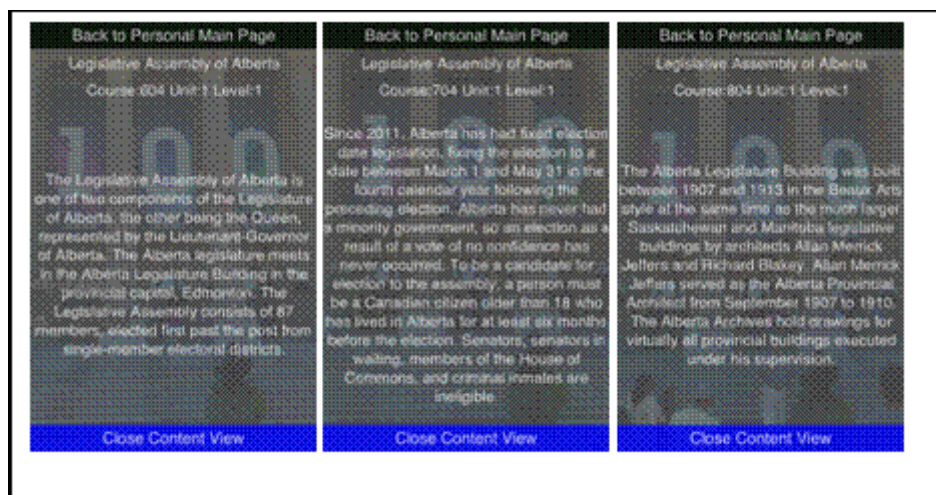 Back to Personal Main Page
Legislative Assembly of Alberta
Course:604 Unit:1 Level:1
The Legislative Assembly of Alberta is
one of two components of the Legislature
of Alberta, the other being the Queen,
represented by the Lieutenant-Governor
of Alberta. The Alberta legislature meets
in the Alberta Legislature Building in the
provincial capital, Edmonton. The
Legislative Assembly consists of 87
members, elected first past the post from
single-member electoral districts.
Close Content View
Back to Personal Main Page
Legislative Assembly of Alberta
Course:704 Unit:1 Level:1
Since 2011, Alberta has had fixed election
date legislation, fixing the election to a
date between March 1 and May 31 in the
fourth calendar year following the
preceding election. Alberta has never had
a minority government, so an election as a
result of a vote of no confidence has
never occurred. To be a candidate for
election to the assembly, a person must
be a Canadian citizen older than 18 who
has lived in Alberta for at least six months
before the election. Senators, senators in
waiting, members of the House of
Commons, and criminal inmates are
ineligible.
Close Content View
Back to Personal Main Page
Legislative Assembly of Alberta
Course:804 Unit:1 Level:1
The Alberta Legislature Building was built
between 1907 and 1913 in the Beaux Arts
style at the same time as the much larger
Saskatchewan and Manitoba legislative
buildings by architects Allan Merrick
Jeffers and Richard Blakey. Allan Merrick
Jeffers served as the Alberta Provincial
Architect from September 1907 to 1910.
The Alberta Archives hold drawings for
virtually all provincial buildings executed
under his supervision.
Close Content View